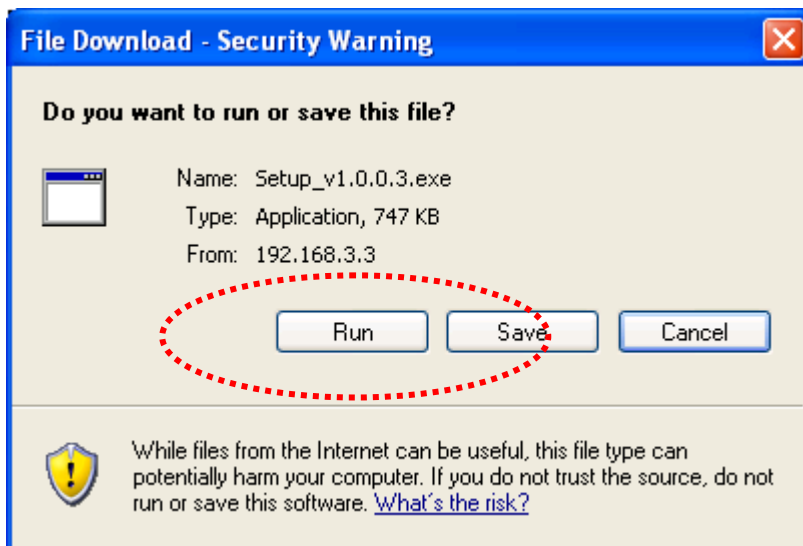 File Download - Security Warning
Do you want to run or save this file?
Name: Setup_v1.0.0.3.exe
Type: Application, 747 KB
From: 192.168.3.3
Run Save Cancel
While files from the Internet can be useful, this file type can
potentially harm your computer. If you do not trust the source, do not
run or save this software. What's the risk?